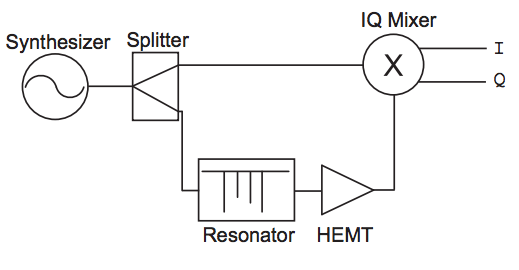 IQ Mixer
Synthesizer
Splitter
X
I
Q
Resonator
HEMT